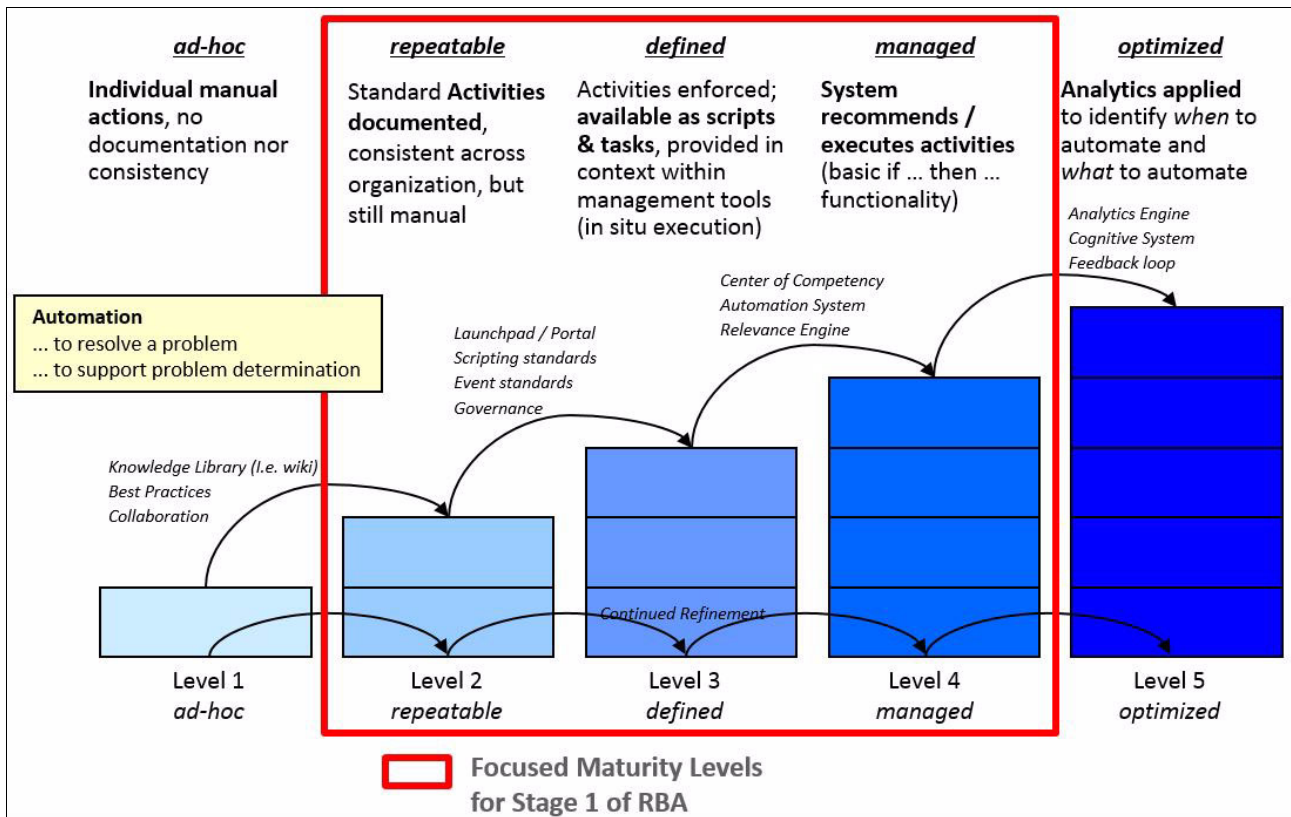 ad-hoc
Individual manual
actions, no
documentation nor
consistency
repeatable
Standard Activities
documented,
consistent across
organization, but
still manual
defined
Activities enforced;
available as scripts
& tasks, provided in
context within
management tools
(in situ execution)
managed
System
recommends /
executes activities
(basic if ... then ...
functionality)
optimized
Analytics applied
to identify when to
automate and
what to automate
Analytics Engine
Cognitive System
Feedback loop
Center of Competency
Automation System
Relevance Engine
Automation
... to resolve a problem
... to support problem determination
Launchpad / Portal
Scripting standards
Event standards
Governance
Knowledge Library (I.e. wiki)
Best Practices
Collaboration
Continued Refinement
Level 1
ad-hoc
Level 2
repeatable
Level 3
defined
Level 4
managed
Level 5
optimized
Focused Maturity Levels
for Stage 1 of RBA